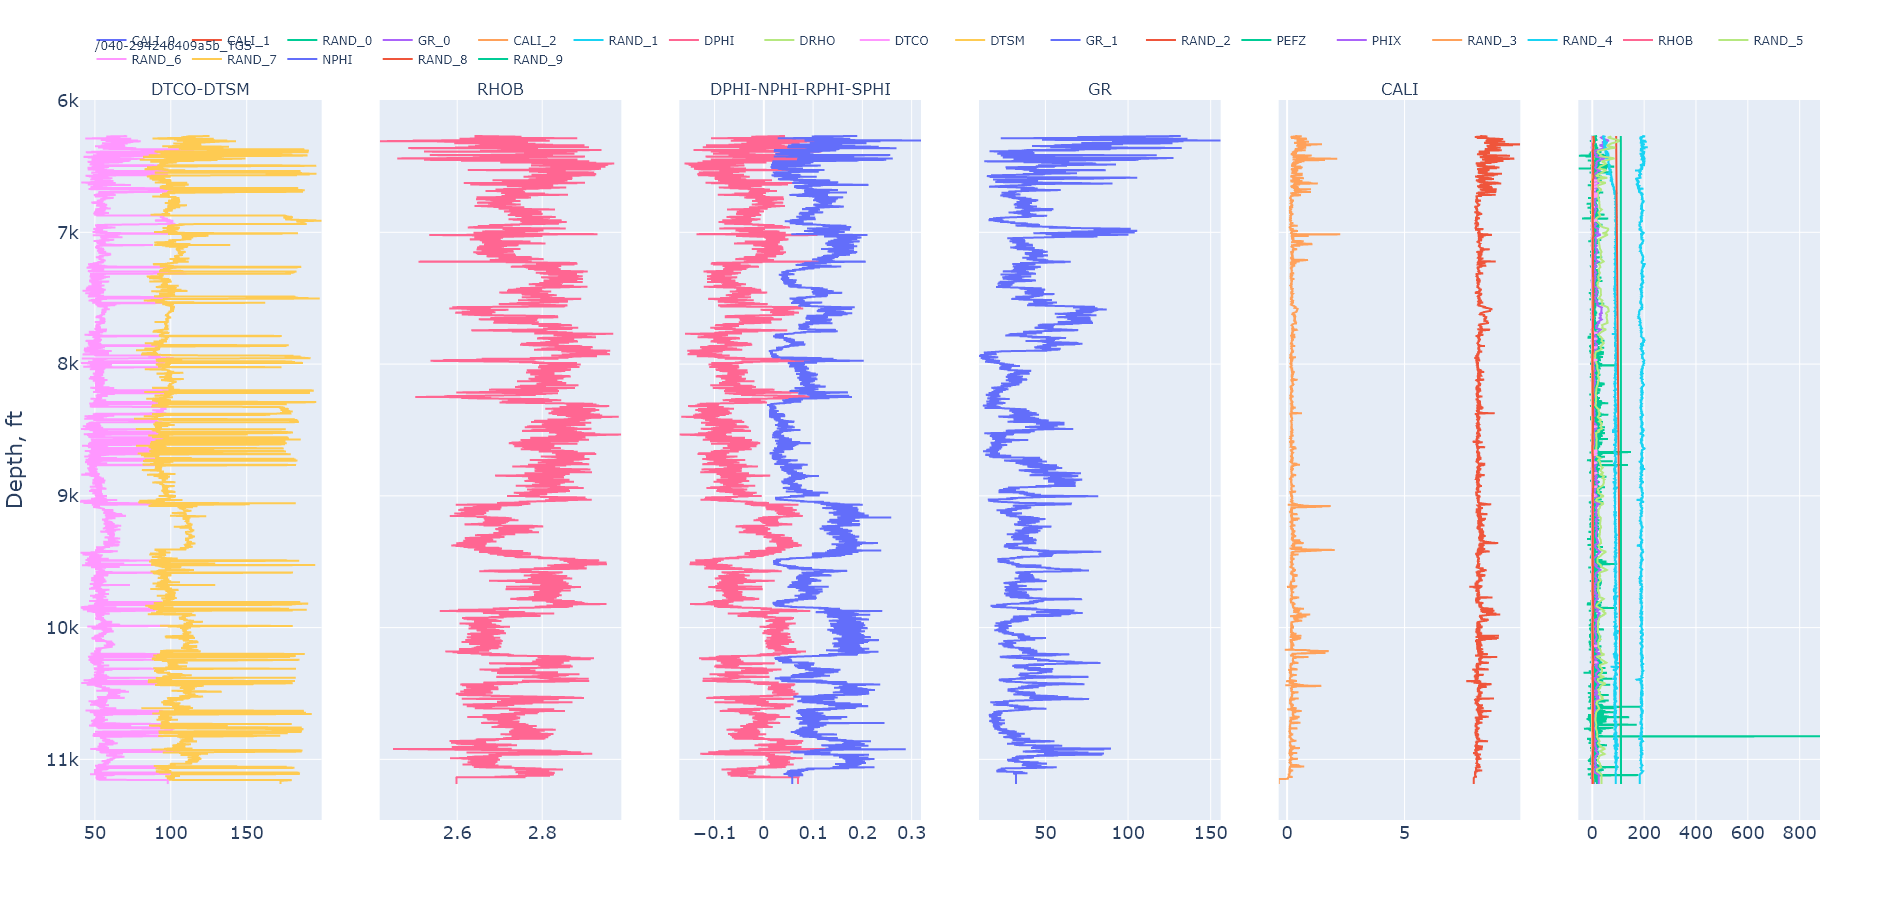 CALI_0 CALI_1 RAND_0 GR_0 CALI_2 RAND_1 DPHI DRHO DTCO DTSM GR_1 RAND_2 PEFZ PHIX RAND_3 RAND_4 RHOB RAND_5
/040-294246409a5b_TGS
RAND_6 RAND_7 NPHI RAND_8 RAND_9
DTCO-DTSM RHOB DPHI-NPHI-RPHI-SPHI GR CALI
6k
7k
8k
9k
10k
11k
Depth, ft
50 100 150 2.6 2.8 −0.1 0 0.1 0.2 0.3 50 100 150 0 5 0 200 400 600 800